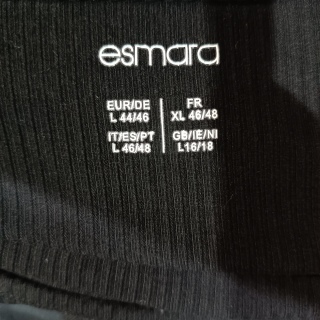 esmara
EUR/DE
L 44/46
FR
XL 46/48
IT/ES/PT
L 46/48
GB/IE/NI
L16/18